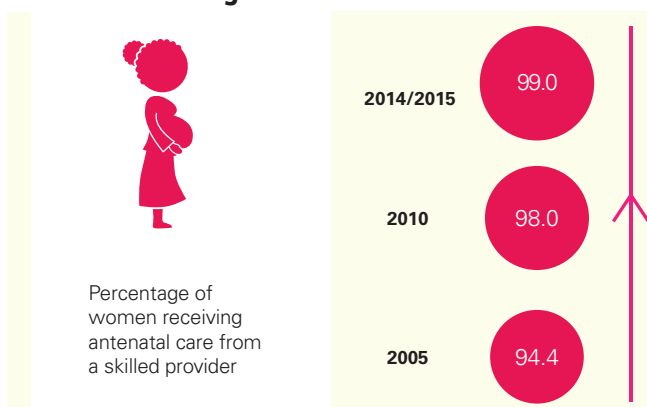 2014/2015
99.0
2010
98.0
Percentage of
women receiving
antenatal care from
a skilled provider
2005
94.4